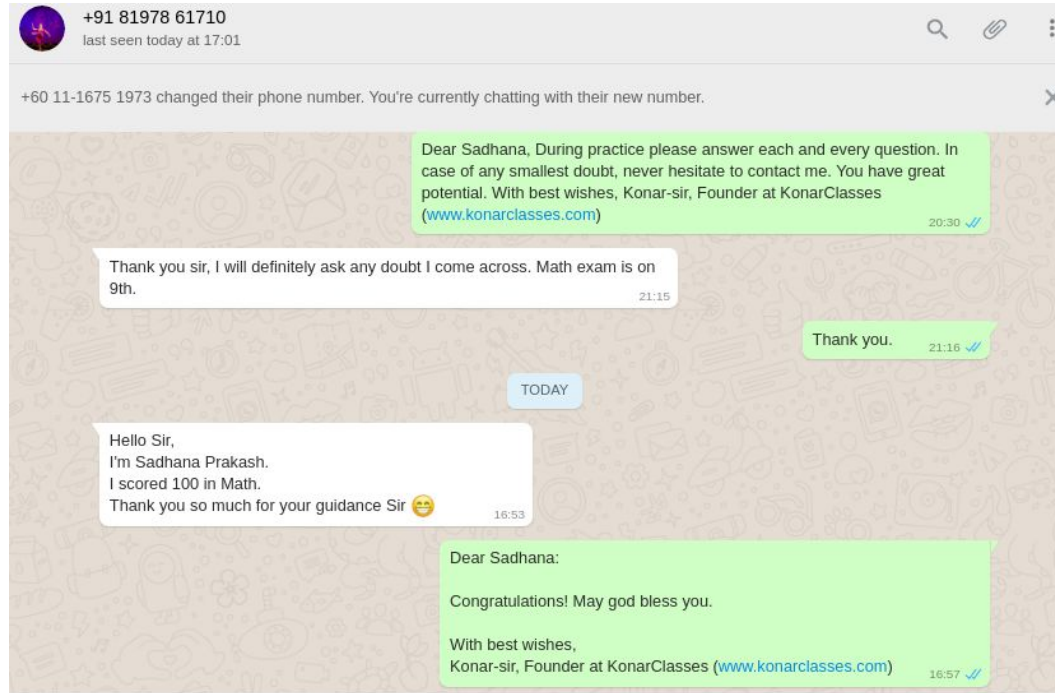 +91 81978 61710
last seen today at 17:01
+60 11-1675 1973 changed their phone number. You're currently chatting with their new number.
Dear Sadhana, During practice please answer each and every question. In
case of any smallest doubt, never hesitate to contact me. You have great
potential. With best wishes, Konar-sir, Founder at KonarClasses
(www.konarclasses.com)
20:30
Thank you sir, I will definitely ask any doubt I come across. Math exam is on
9th.
21:15
Thank you.
21:16
TODAY
Hello Sir,
I'm Sadhana Prakash.
I scored 100 in Math.
Thank you so much for your guidance Sir 😁
16:53
Dear Sadhana:
Congratulations! May god bless you.
With best wishes,
Konar-sir, Founder at KonarClasses (www.konarclasses.com)
16:57